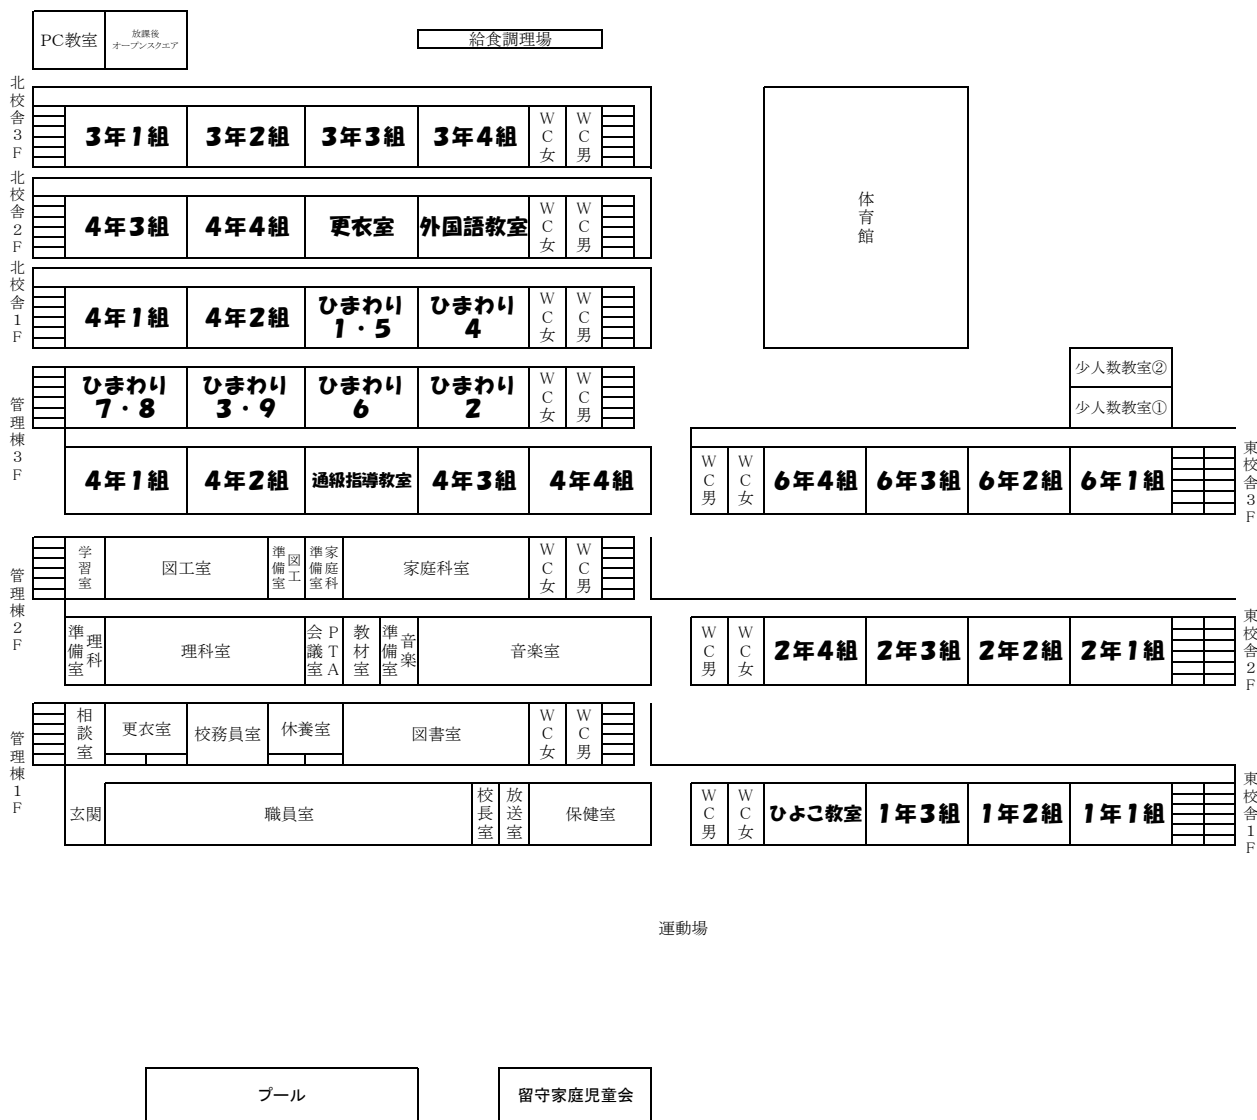 PC教室
放課後
オープンスクエア
給食調理場
北校舎3F
3年1組 3年2組 3年3組 3年4組 WC女 WC男
体育館
北校舎2F
4年3組 4年4組 更衣室 外国語教室 WC女 WC男
北校舎1F
4年1組 4年2組 ひまわり
1・5 ひまわり
4 WC女 WC男
少人数教室②
少人数教室①
管理棟3F
ひまわり
7・8 ひまわり
3・9 ひまわり
6 ひまわり
2 WC女 WC男
4年1組 4年2組 通級指導教室 4年3組 4年4組
WC男 WC女 6年4組 6年3組 6年2組 6年1組
東校舎3F
管理棟2F
学習室 図工室 図工
準備室 家庭科
準備室 家庭科室 WC女 WC男
理科
準備室 理科室 PTA
会議室 教材室 音楽
準備室 音楽室
WC男 WC女 2年4組 2年3組 2年2組 2年1組
東校舎2F
管理棟1F
相談室 更衣室 校務員室 休養室 図書室 WC女 WC男
玄関 職員室 校長室 放送室 保健室
WC男 WC女 ひよこ教室 1年3組 1年2組 1年1組
東校舎1F
運動場
プール
留守家庭児童会